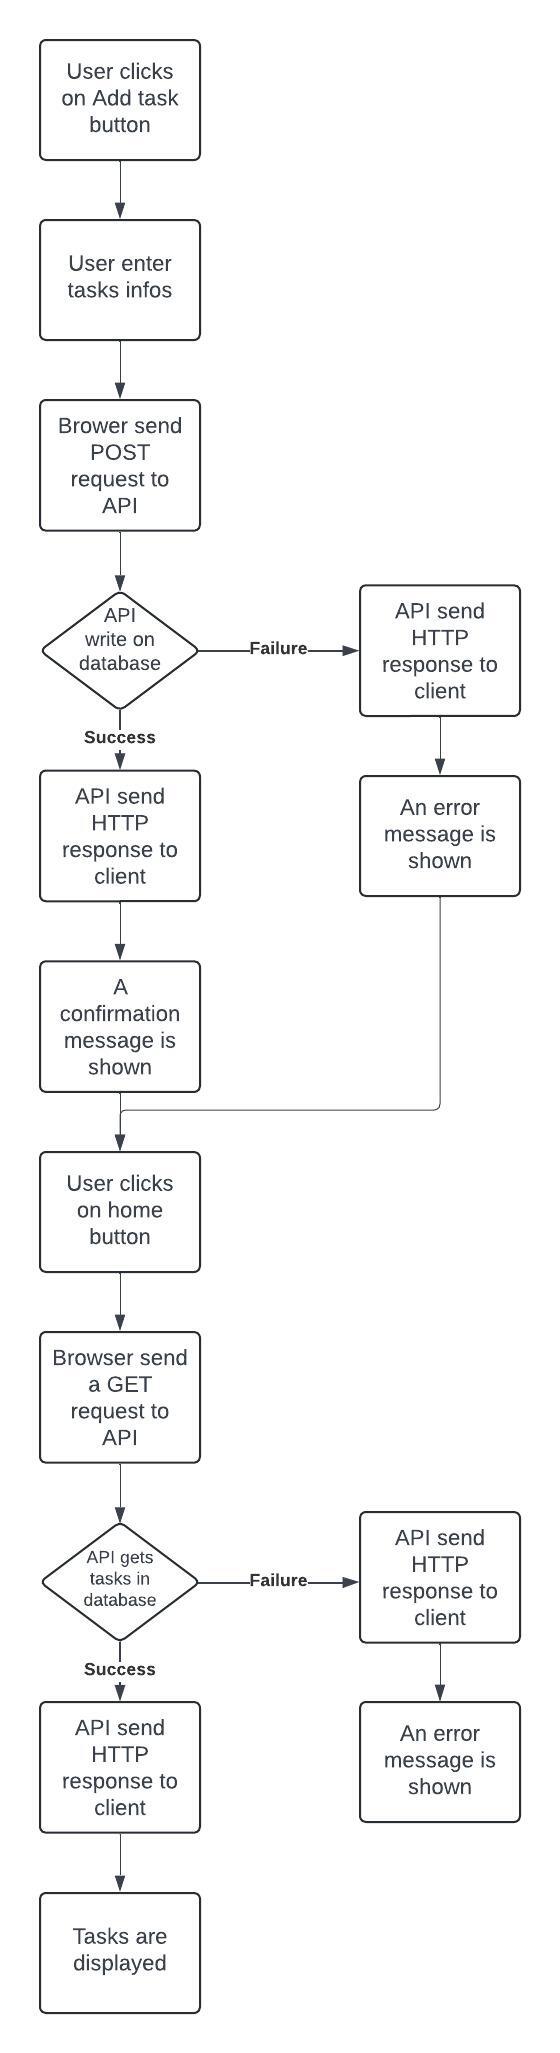 User clicks
on Add task
button
User enter
tasks infos
Brower send
POST
request to
API
API
write on
database
Failure
API send
HTTP
response to
client
Success
An error
message is
shown
API send
HTTP
response to
client
A
confirmation
message is
shown
User clicks
on home
button
Browser send
a GET
request to
API
API gets
tasks in
database
Failure
API send
HTTP
response to
client
Success
An error
message is
shown
API send
HTTP
response to
client
Tasks are
displayed